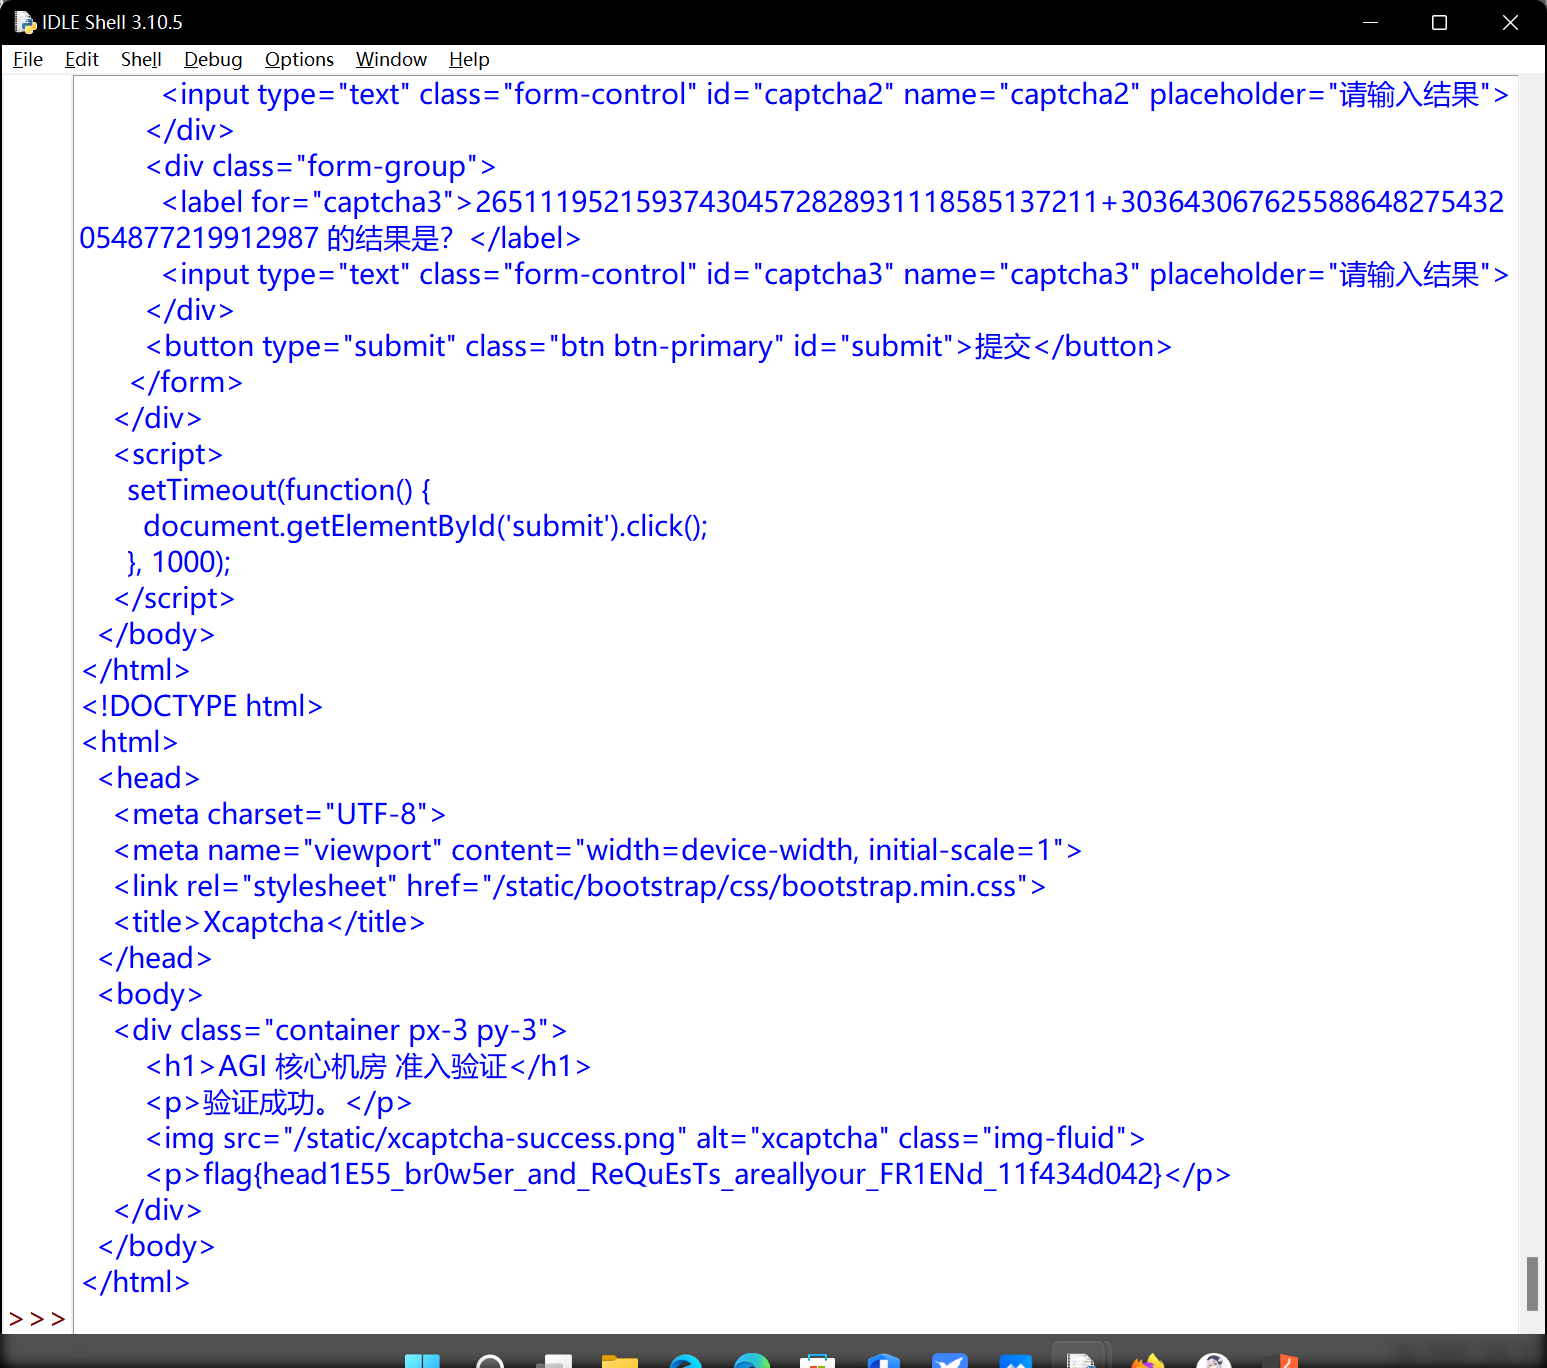 IDLE Shell 3.10.5
File Edit Shell Debug Options Window Help
<input type="text" class="form-control" id="captcha2" name="captcha2" placeholder="请输入结果">
</div>
<div class="form-group">
<label for="captcha3">265111952159374304572828931118585137211+303643067625588648275432
054877219912987 的结果是？</label>
<input type="text" class="form-control" id="captcha3" name="captcha3" placeholder="请输入结果">
</div>
<button type="submit" class="btn btn-primary" id="submit">提交</button>
</form>
</div>
<script>
setTimeout(function() {
document.getElementById('submit').click();
}, 1000);
</script>
</body>
</html>
<!DOCTYPE html>
<html>
<head>
<meta charset="UTF-8">
<meta name="viewport" content="width=device-width, initial-scale=1">
<link rel="stylesheet" href="/static/bootstrap/css/bootstrap.min.css">
<title>Xcaptcha</title>
</head>
<body>
<div class="container px-3 py-3">
<h1>AGI 核心机房 准入验证</h1>
<p>验证成功。</p>
<img src="/static/xcaptcha-success.png" alt="xcaptcha" class="img-fluid">
<p>flag{head1E55_br0w5er_and_ReQuEsTs_areallyour_FR1ENd_11f434d042}</p>
</div>
</body>
</html>
>>>